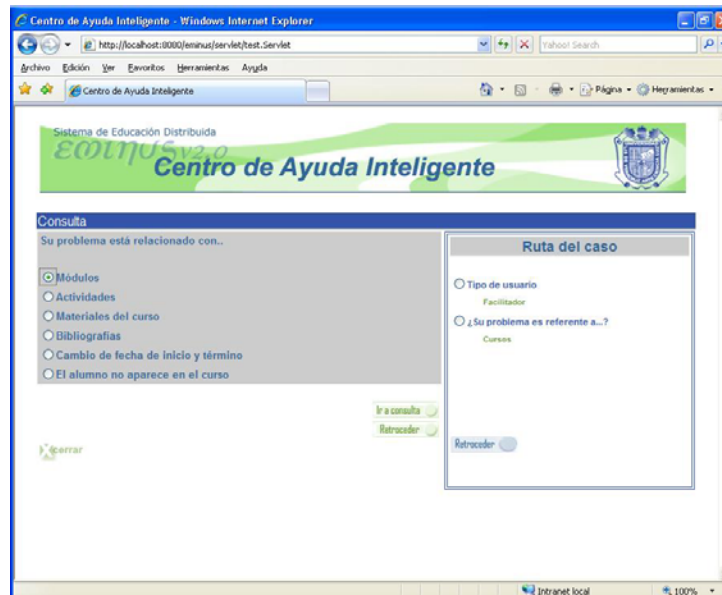 Centro de Ayuda Inteligente - Windows Internet Explorer
http://localhost:8080/eminus/servlet/test.Servlet
Yahoo! Search
Archivo Edición Ver Favoritos Herramientas Ayuda
Centro de Ayuda Inteligente
Página Herramientas
Sistema de Educación Distribuida
eminus v2.0
Centro de Ayuda Inteligente
Consulta
Su problema está relacionado con..
Módulos
Actividades
Materiales del curso
Bibliografias
Cambio de fecha de inicio y término
El alumno no aparece en el curso
Ir a consulta
Retroceder
cerrar
Ruta del caso
Tipo de usuario
Facilitador
¿Su problema es referente a...?
Cursos
Retroceder
Intranet local
100%